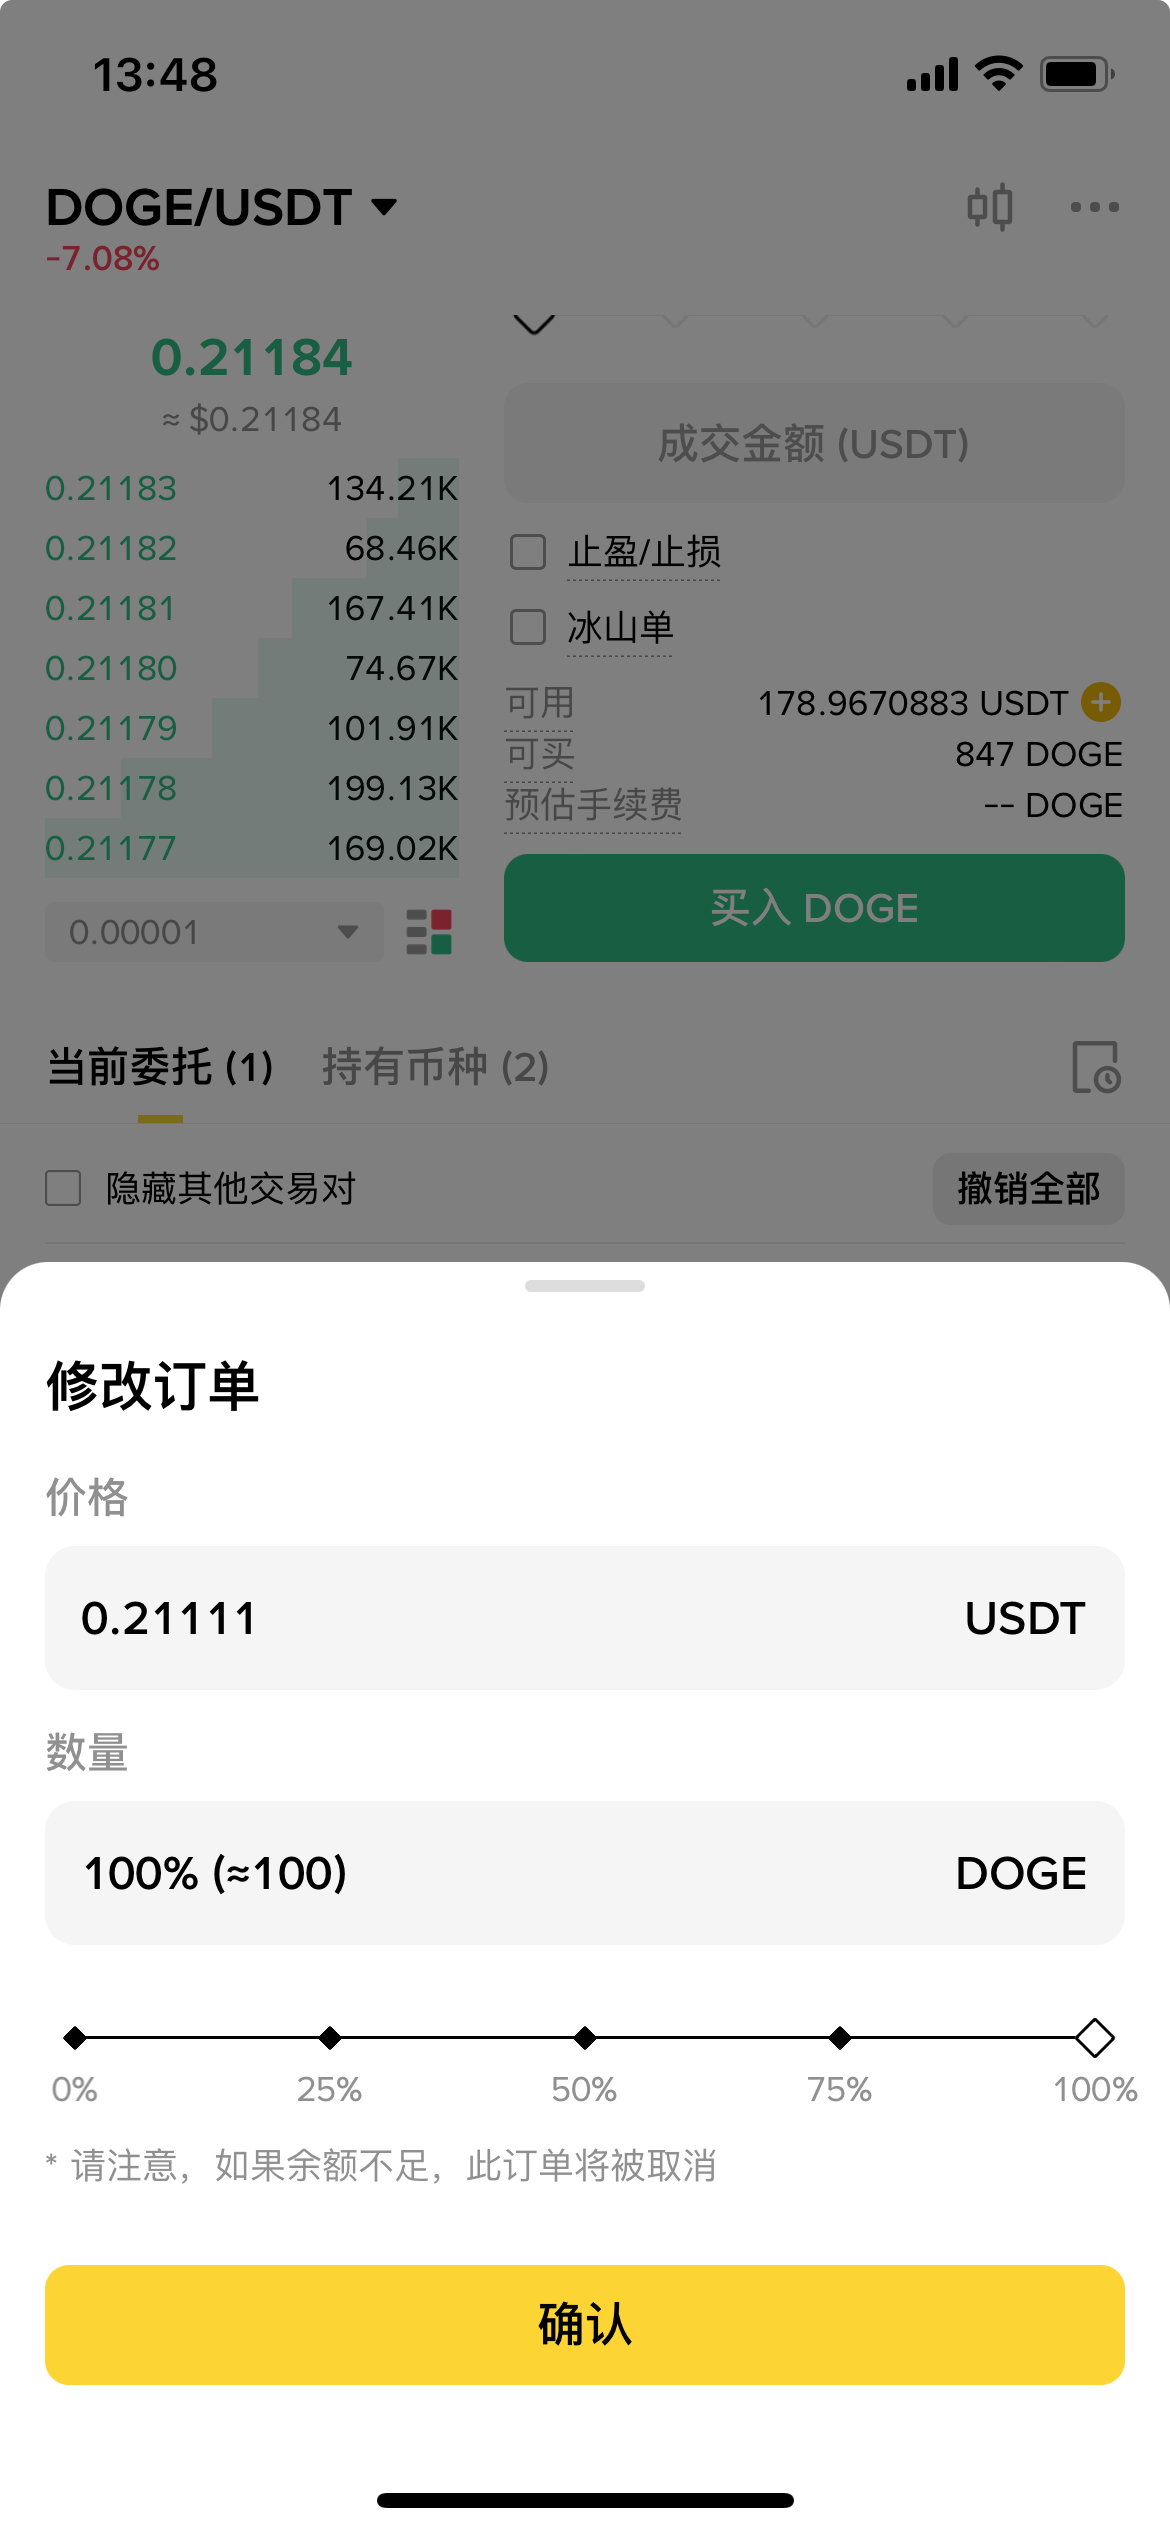 13:48
DOGE/USDT
-7.08%
0.21184
≈ $0.21184
0.21183 134.21K
0.21182 68.46K
0.21181 167.41K
0.21180 74.67K
0.21179 101.91K
0.21178 199.13K
0.21177 169.02K
0.00001
成交金额 (USDT)
止盈/止损
冰山单
可用 178.9670883 USDT
可买 847 DOGE
预估手续费 -- DOGE
买入 DOGE
当前委托 (1) 持有币种 (2)
隐藏其他交易对 撤销全部
修改订单
价格
0.21111 USDT
数量
100% (≈100) DOGE
0% 25% 50% 75% 100%
* 请注意，如果余额不足，此订单将被取消
确认